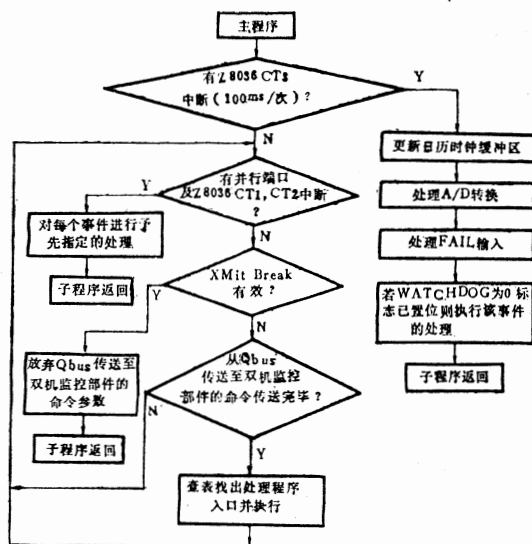 主程序
有Z8036 CT3
中断(100ms/次)?
Y
N
更新日历时钟缓冲区
有并行端口
及Z8036 CT1, CT2中断
?
Y
处理A/D转换
对每个事件进行予
先指定的处理
N
处理FAIL输入
XMit Break
有效?
子程序返回
若WATCHDOG为0标
志已置位则执行该事件
的处理
Y
N
放弃Qbus传送至
双机监控部件的
命令参数
从Qbus
传送至双机监控
部件的命令传送完毕?
子程序返回
N
子程序返回
Y
查表找出处理程序
入口并执行